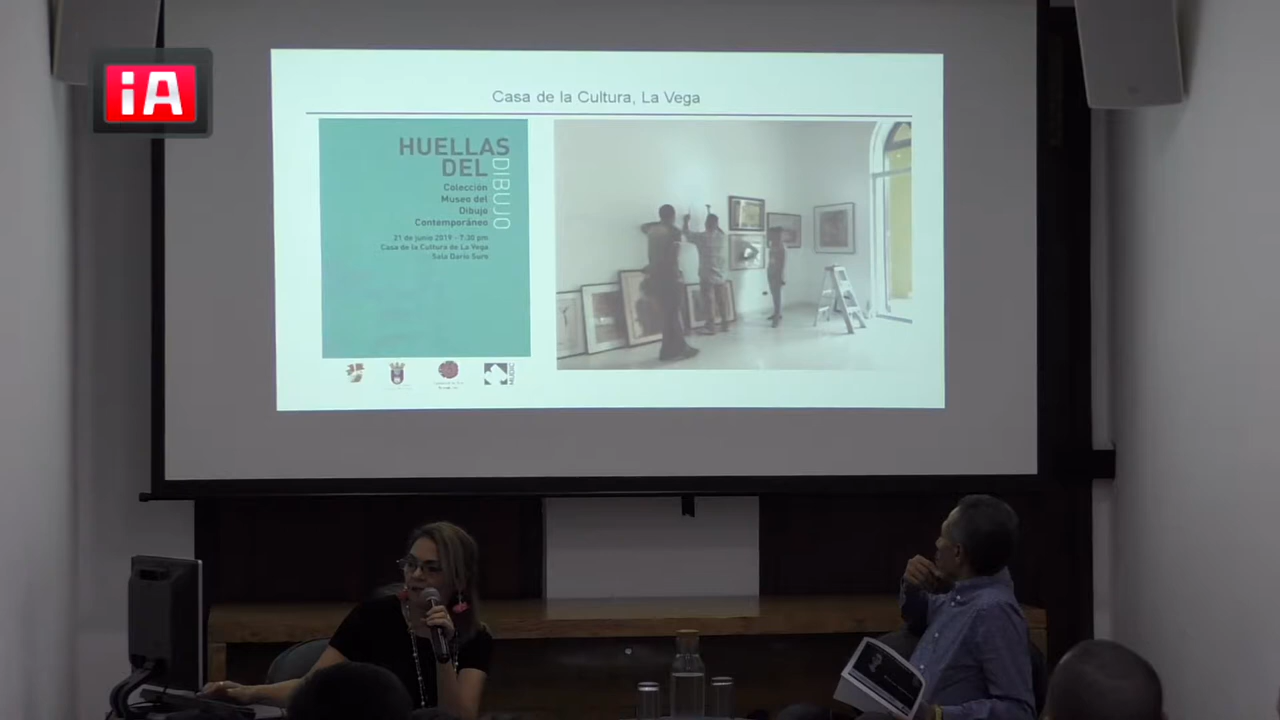 iA
Casa de la Cultura, La Vega
HUELLAS
DEL
DIBUJO
Colección
Museo del
Dibujo
Contemporáneo
21 de junio 2019 - 7:30 pm
Casa de la Cultura de La Vega
Sala Darío Suro
MUDIC